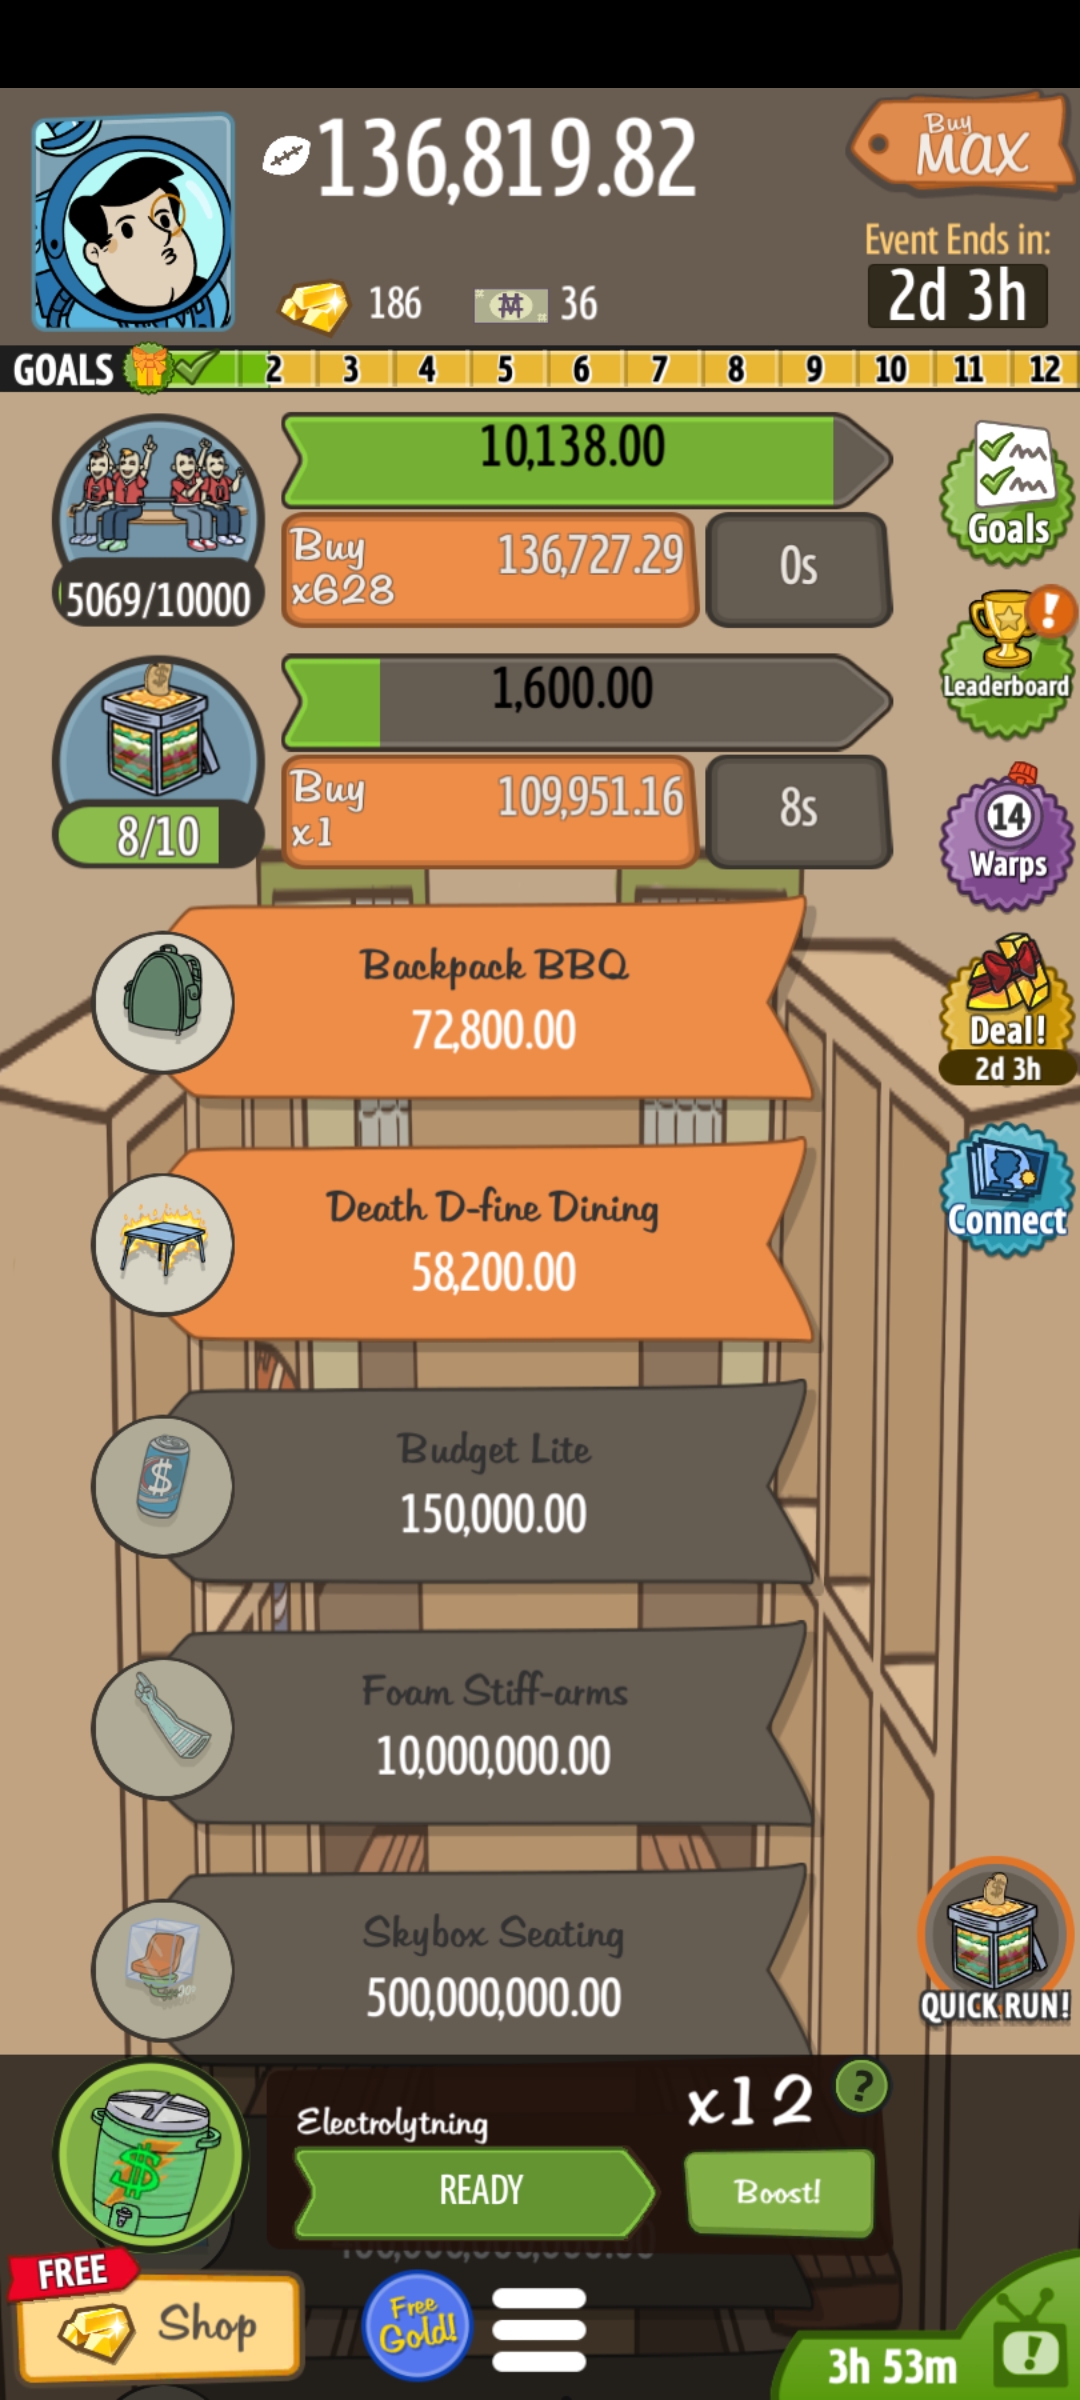 136,819.82
Buy
MAX
Event Ends in:
2d 3h
186
36
GOALS 2 3 4 5 6 7 8 9 10 11 12
10,138.00
Buy
x628
136,727.29
0s
5069/10000
Goals
1,600.00
Buy
x1
109,951.16
8s
8/10
!
Leaderboard
14
Warps
Backpack BBQ
72,800.00
Deal!
2d 3h
Death D-fine Dining
58,200.00
Connect
$
Budget Lite
150,000.00
Foam Stiff-arms
10,000,000.00
Skybox Seating
500,000,000.00
QUICK RUN!
$
Electrolytning
x12
?
READY
Boost!
FREE
Shop
Free
Gold!
3h 53m
!